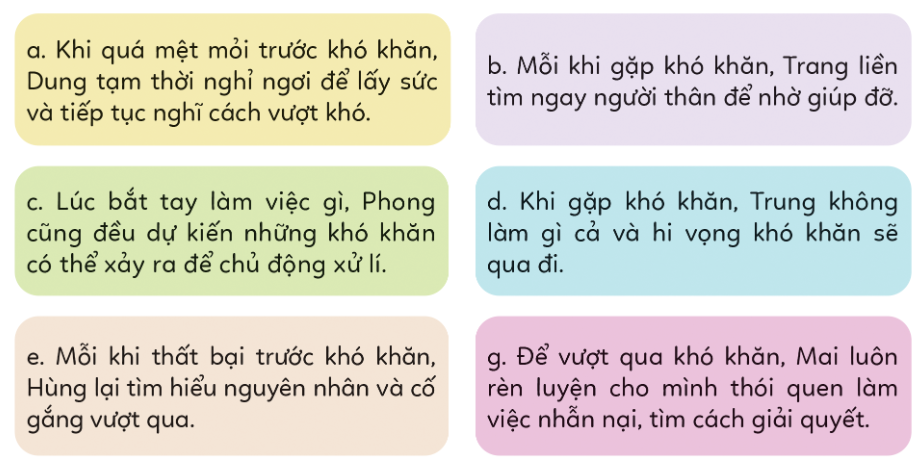 a. Khi quá mệt mỏi trước khó khăn,
Dung tạm thời nghỉ ngơi để lấy sức
và tiếp tục nghĩ cách vượt khó.
b. Mỗi khi gặp khó khăn, Trang liền
tìm ngay người thân để nhờ giúp đỡ.
c. Lúc bắt tay làm việc gì, Phong
cũng đều dự kiến những khó khăn
có thể xảy ra để chủ động xử lí.
d. Khi gặp khó khăn, Trung không
làm gì cả và hi vọng khó khăn sẽ
qua đi.
e. Mỗi khi thất bại trước khó khăn,
Hùng lại tìm hiểu nguyên nhân và cố
gắng vượt qua.
g. Để vượt qua khó khăn, Mai luôn
rèn luyện cho mình thói quen làm
việc nhẫn nại, tìm cách giải quyết.